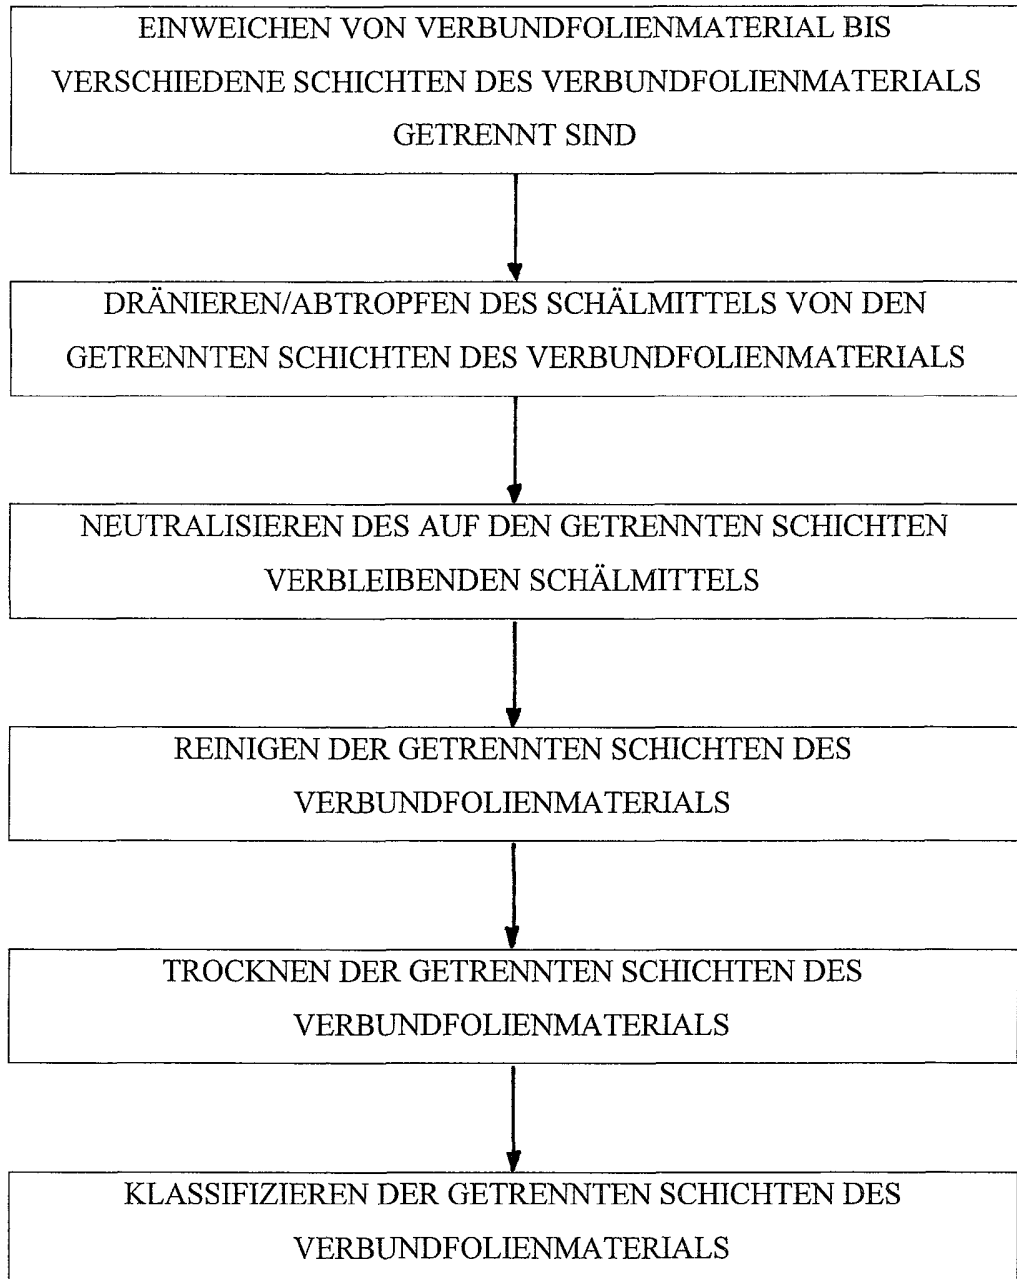 EINWEICHEN VON VERBUNDFOLIENMATERIAL BIS
VERSCHIEDENE SCHICHTEN DES VERBUNDFOLIENMATERIALS
GETRENNT SIND
DRÄNIEREN/ABTROPFEN DES SCHÄLMITTELS VON DEN
GETRENNTEN SCHICHTEN DES VERBUNDFOLIENMATERIALS
NEUTRALISIEREN DES AUF DEN GETRENNTEN SCHICHTEN
VERBLEIBENDEN SCHÄLMITTELS
REINIGEN DER GETRENNTEN SCHICHTEN DES
VERBUNDFOLIENMATERIALS
TROCKNEN DER GETRENNTEN SCHICHTEN DES
VERBUNDFOLIENMATERIALS
KLASSIFIZIEREN DER GETRENNTEN SCHICHTEN DES
VERBUNDFOLIENMATERIALS